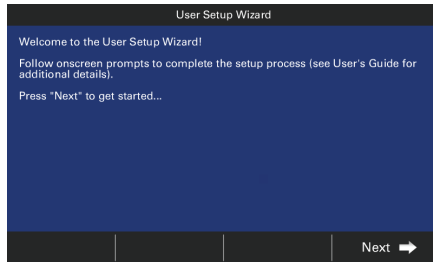 User Setup Wizard
Welcome to the User Setup Wizard!
Follow onscreen prompts to complete the setup process (see User's Guide for
additional details).
Press "Next" to get started...
Next